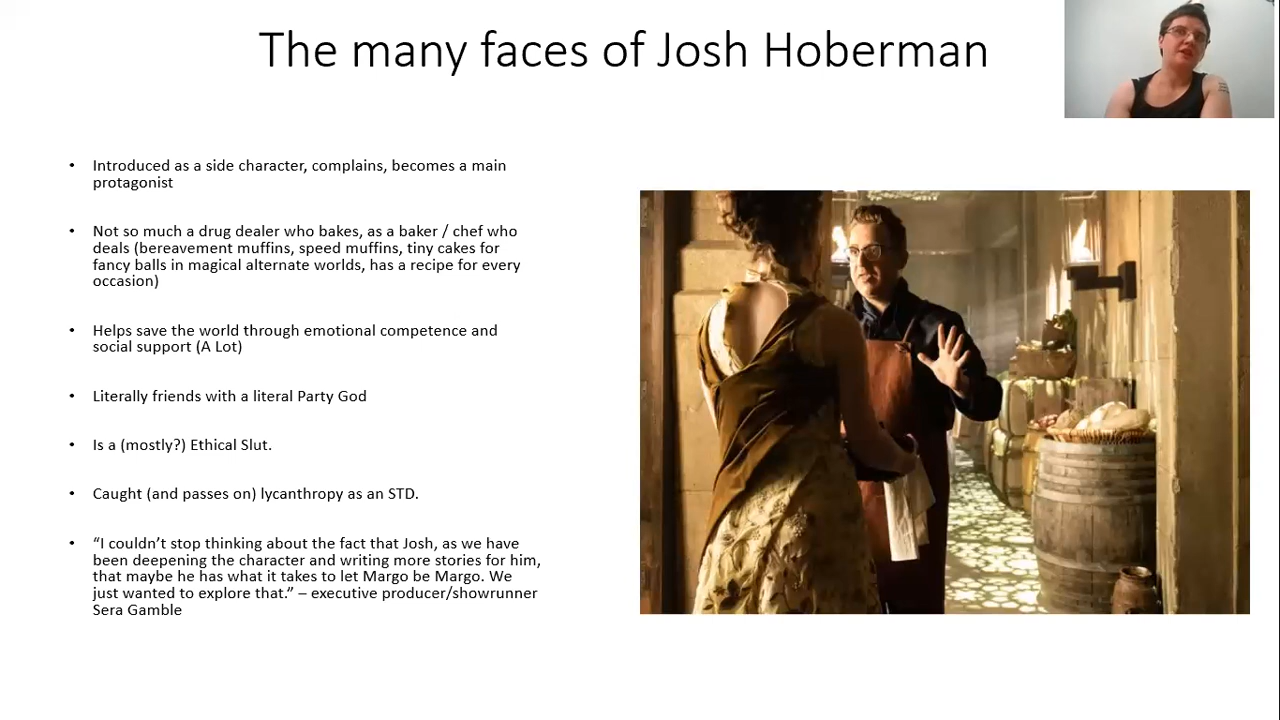 The many faces of Josh Hoberman
• Introduced as a side character, complains, becomes a main
protagonist
• Not so much a drug dealer who bakes, as a baker / chef who
deals (bereavement muffins, speed muffins, tiny cakes for
fancy balls in magical alternate worlds, has a recipe for every
occasion)
• Helps save the world through emotional competence and
social support (A Lot)
• Literally friends with a literal Party God
• Is a (mostly?) Ethical Slut.
• Caught (and passes on) lycanthropy as an STD.
• “I couldn’t stop thinking about the fact that Josh, as we have
been deepening the character and writing more stories for him,
that maybe he has what it takes to let Margo be Margo. We
just wanted to explore that.” – executive producer/showrunner
Sera Gamble